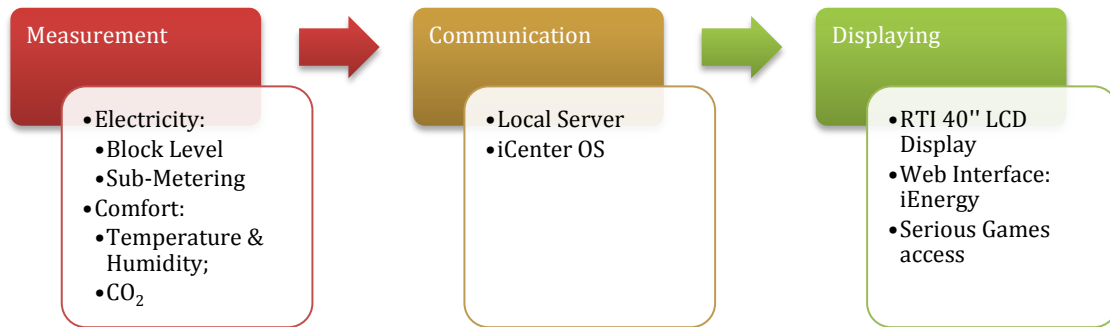 Measurement
•Electricity:
•Block Level
•Sub-Metering
•Comfort:
•Temperature &
Humidity;
•CO₂
Communication
•Local Server
•iCenter OS
Displaying
•RTI 40'' LCD
Display
•Web Interface:
iEnergy
•Serious Games
access